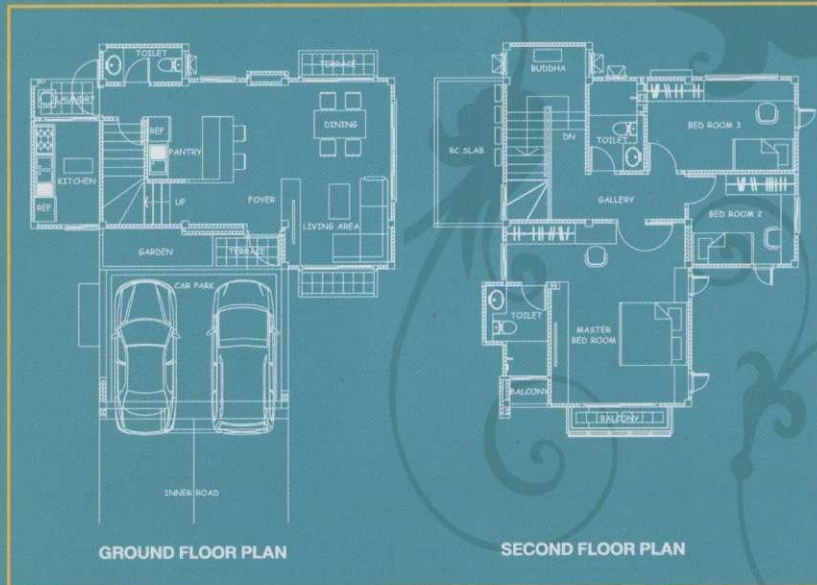 TOILET
TERRACE
LAUNDRY
REF
DINING
PANTRY
KITCHEN
REF
UP
FOYER
LIVING AREA
GARDEN
TERRACE
CAR PARK
INNER ROAD
GROUND FLOOR PLAN
BUDDHA
BED ROOM 3
DN
TOILET
RC SLAB
GALLERY
BED ROOM 2
TOILET
MASTER
BED ROOM
BALCONY
BALCONY
SECOND FLOOR PLAN